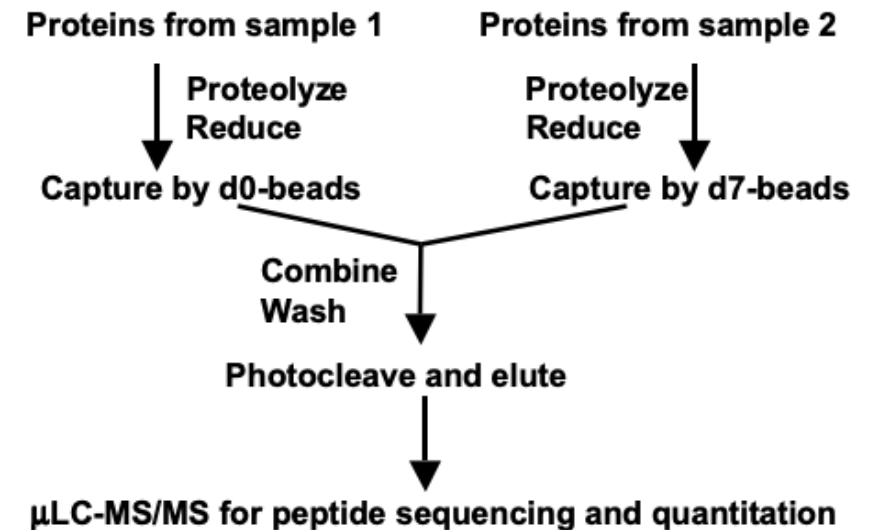 Proteins from sample 1
Proteins from sample 2
Proteolyze
Reduce
Proteolyze
Reduce
Capture by d0-beads
Capture by d7-beads
Combine
Wash
Photocleave and elute
µLC-MS/MS for peptide sequencing and quantitation